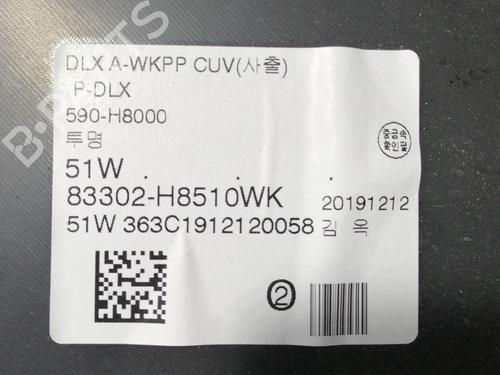 DLX A-WKPP CUV(사출)
P-DLX
590-H8000
투명
51W . . . .
83302-H8510WK 20191212
51W 363C1912120058 김 옥
②